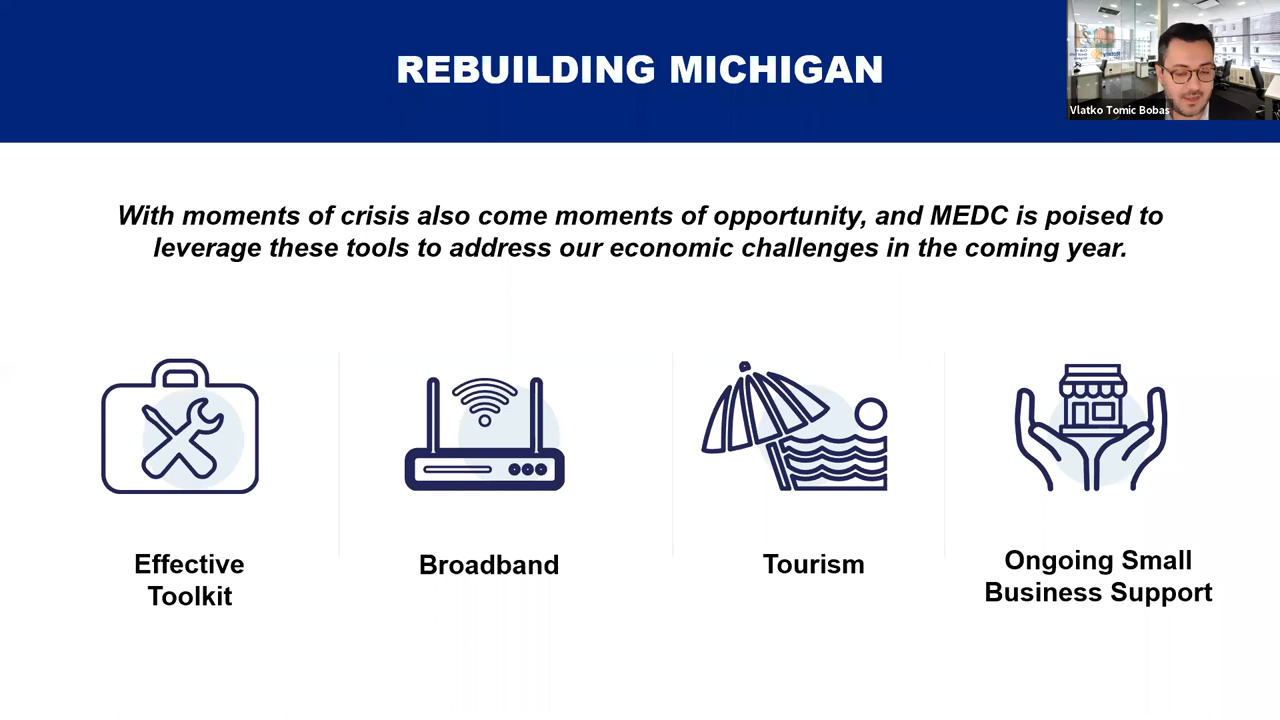 REBUILDING MICHIGAN
Vlatko Tomic Bobas
With moments of crisis also come moments of opportunity, and MEDC is poised to
leverage these tools to address our economic challenges in the coming year.
Effective
Toolkit
Broadband
Tourism
Ongoing Small
Business Support